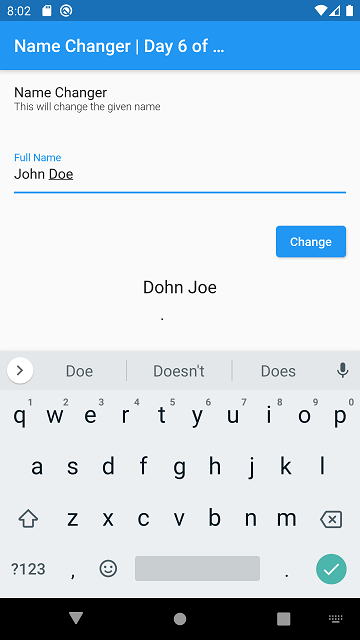 8:02
Name Changer | Day 6 of ...
Name Changer
This will change the given name
Full Name
John Doe
Change
Dohn Joe
.
Doe Doesn't Does
1 2 3 4 5 6 7 8 9 0
q w e r t y u i o p
a s d f g h j k l
z x c v b n m
?123 , .